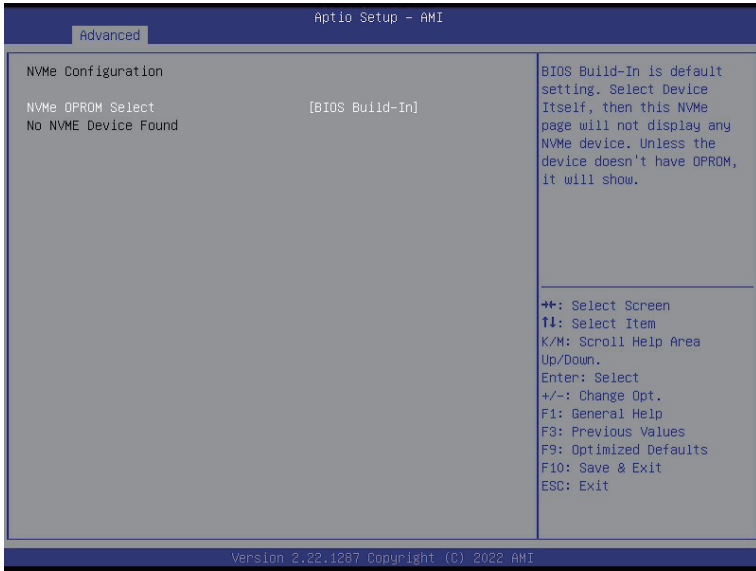 Aptio Setup - AMI
Advanced
NVMe Configuration
NVMe OPROM Select [BIOS Build-In]
No NVME Device Found
BIOS Build-In is default
setting. Select Device
Itself, then this NVMe
page will not display any
NVMe device. Unless the
device doesn't have OPROM,
it will show.
→←: Select Screen
↑↓: Select Item
K/M: Scroll Help Area
Up/Down.
Enter: Select
+/-: Change Opt.
F1: General Help
F3: Previous Values
F9: Optimized Defaults
F10: Save & Exit
ESC: Exit
Version 2.22.1287 Copyright (C) 2022 AMI